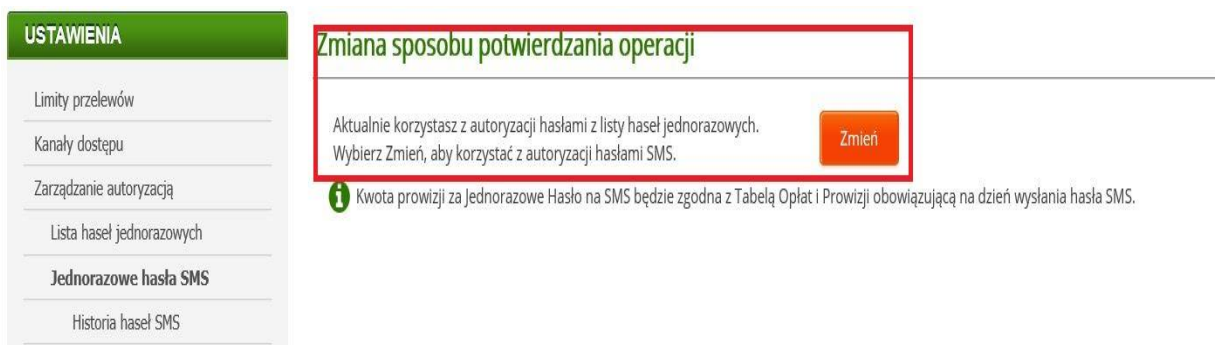 USTAWIENIA
Limity przelewów
Kanały dostępu
Zarządzanie autoryzacją
Lista haseł jednorazowych
Jednorazowe hasła SMS
Historia haseł SMS
Zmiana sposobu potwierdzania operacji
Aktualnie korzystasz z autoryzacji hasłami z listy haseł jednorazowych.
Wybierz Zmień, aby korzystać z autoryzacji hasłami SMS.
Zmień
Kwota prowizji za Jednorazowe Hasło na SMS będzie zgodna z Tabelą Opłat i Prowizji obowiązującą na dzień wysłania hasła SMS.